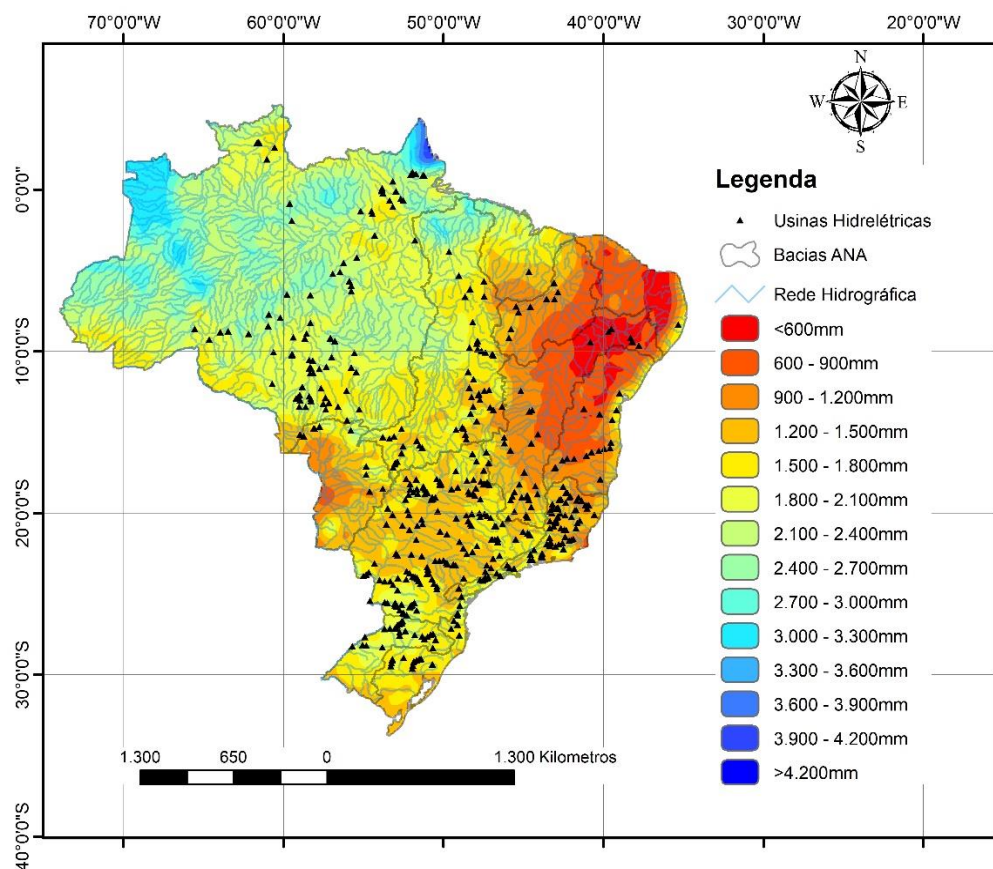 70°0'0"W 60°0'0"W 50°0'0"W 40°0'0"W 30°0'0"W 20°0'0"W
N
W E
S
0°0'0"
10°0'0"S
20°0'0"S
30°0'0"S
40°0'0"S
Legenda
Usinas Hidrelétricas
Bacias ANA
Rede Hidrográfica
<600mm
600 - 900mm
900 - 1.200mm
1.200 - 1.500mm
1.500 - 1.800mm
1.800 - 2.100mm
2.100 - 2.400mm
2.400 - 2.700mm
2.700 - 3.000mm
3.000 - 3.300mm
3.300 - 3.600mm
3.600 - 3.900mm
3.900 - 4.200mm
>4.200mm
1.300 650 0 1.300 Kilometros